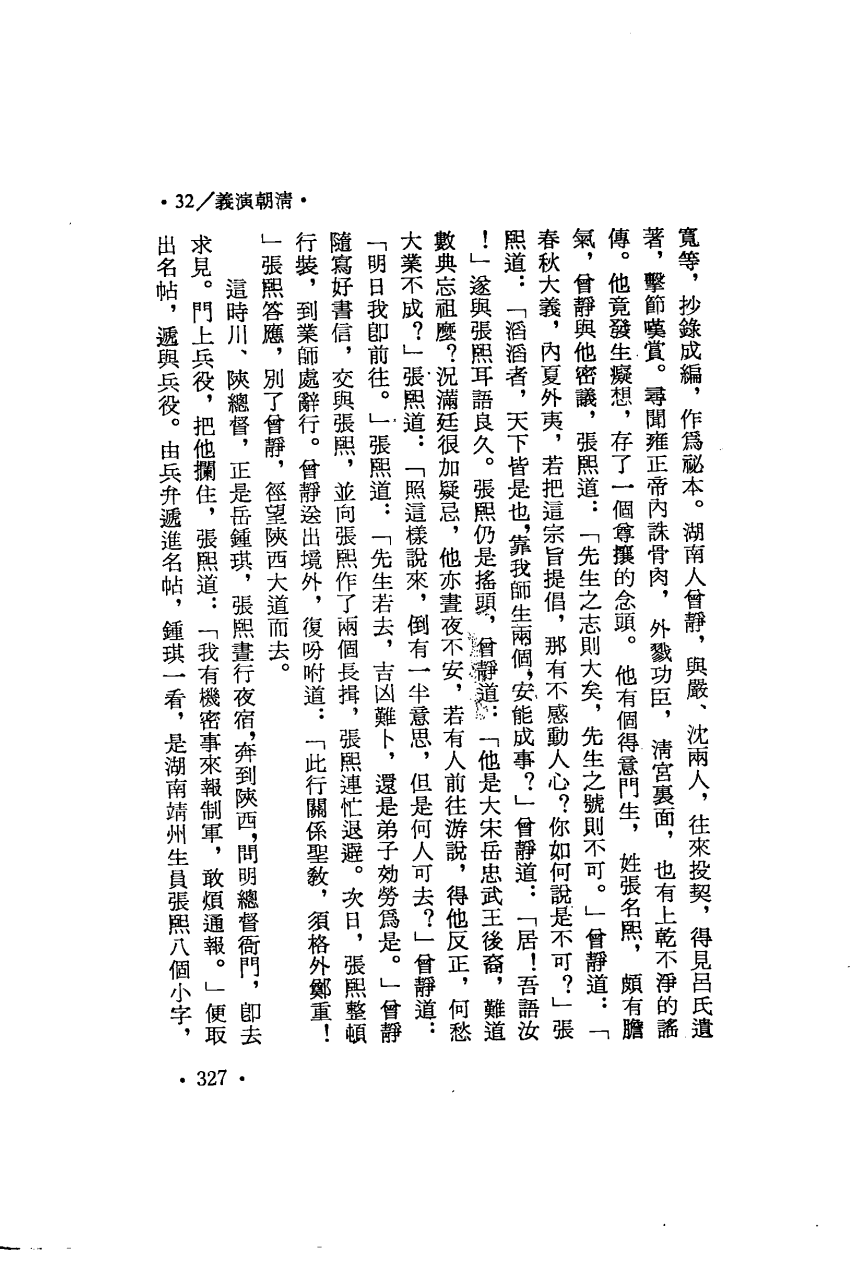 ・32／義演朝清・
寬等，抄錄成編，作爲祕本。湖南人曾靜，與嚴、沈兩人，往來投契，得見呂氏遺
著，擊節嘆賞。尋聞雍正帝內誅骨肉，外戮功臣，清宮裏面，也有上乾不淨的謠
傳。他竟發生癡想，存了一個尊攘的念頭。他有個得意門生，姓張名熙，頗有膽
氣，曾靜與他密議，張熙道：「先生之志則大矣，先生之號則不可。」曾靜道：「
春秋大義，內夏外夷，若把這宗旨提倡，那有不感動人心？你如何說是不可？」張
熙道：「滔滔者，天下皆是也，靠我師生兩個，安能成事？」曾靜道：「居！吾語汝
！」遂與張熙耳語良久。張熙仍是搖頭，曾靜道：「他是大宋岳忠武王後裔，難道
數典忘祖麼？況滿廷很加疑忌，他亦晝夜不安，若有人前往游說，得他反正，何愁
大業不成？」張熙道：「照這樣說來，倒有一半意思，但是何人可去？」曾靜道：
「明日我卽前往。」張熙道：「先生若去，吉凶難卜，還是弟子効勞爲是。」曾靜
隨寫好書信，交與張熙，並向張熙作了兩個長揖，張熙連忙退避。次日，張熙整頓
行裝，到業師處辭行。曾靜送出境外，復吩咐道：「此行關係聖敎，須格外鄭重！
」張熙答應，別了曾靜，徑望陝西大道而去。
這時川、陝總督，正是岳鍾琪，張熙晝行夜宿，奔到陝西，問明總督衙門，卽去
求見。門上兵役，把他攔住，張熙道：「我有機密事來報制軍，敢煩通報。」便取
出名帖，遞與兵役。由兵弁遞進名帖，鍾琪一看，是湖南靖州生員張熙八個小字，
・327・